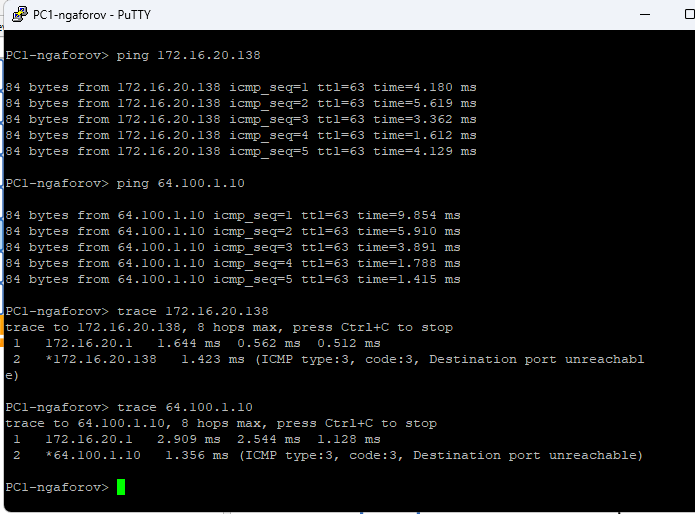 PC1-ngaforov - PuTTY
PC1-ngaforov> ping 172.16.20.138
84 bytes from 172.16.20.138 icmp_seq=1 ttl=63 time=4.180 ms
84 bytes from 172.16.20.138 icmp_seq=2 ttl=63 time=5.619 ms
84 bytes from 172.16.20.138 icmp_seq=3 ttl=63 time=3.362 ms
84 bytes from 172.16.20.138 icmp_seq=4 ttl=63 time=1.612 ms
84 bytes from 172.16.20.138 icmp_seq=5 ttl=63 time=4.129 ms
PC1-ngaforov> ping 64.100.1.10
84 bytes from 64.100.1.10 icmp_seq=1 ttl=63 time=9.854 ms
84 bytes from 64.100.1.10 icmp_seq=2 ttl=63 time=5.910 ms
84 bytes from 64.100.1.10 icmp_seq=3 ttl=63 time=3.891 ms
84 bytes from 64.100.1.10 icmp_seq=4 ttl=63 time=1.788 ms
84 bytes from 64.100.1.10 icmp_seq=5 ttl=63 time=1.415 ms
PC1-ngaforov> trace 172.16.20.138
trace to 172.16.20.138, 8 hops max, press Ctrl+C to stop
1 172.16.20.1 1.644 ms 0.562 ms 0.512 ms
2 *172.16.20.138 1.423 ms (ICMP type:3, code:3, Destination port unreachabl
e)
PC1-ngaforov> trace 64.100.1.10
trace to 64.100.1.10, 8 hops max, press Ctrl+C to stop
1 172.16.20.1 2.909 ms 2.544 ms 1.128 ms
2 *64.100.1.10 1.356 ms (ICMP type:3, code:3, Destination port unreachable)
PC1-ngaforov>